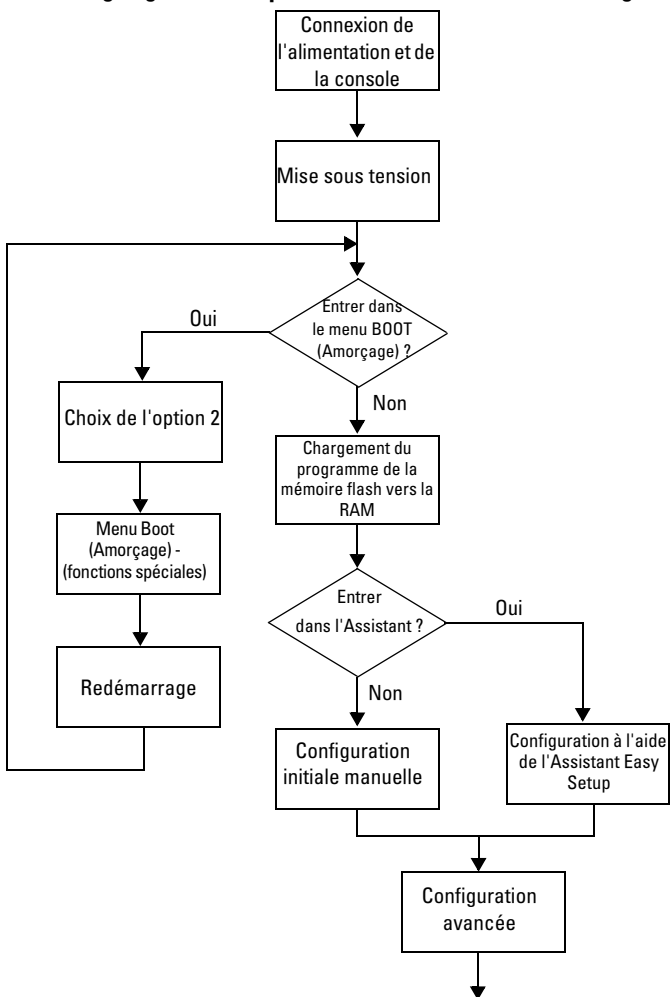 Connexion de
l'alimentation et de
la console
Mise sous tension
Entrer dans
le menu BOOT
(Amorçage) ?
Oui
Non
Choix de l'option 2
Chargement du
programme de la
mémoire flash vers la
RAM
Menu Boot
(Amorçage) -
(fonctions spéciales)
Entrer
dans l'Assistant ?
Oui
Non
Redémarrage
Configuration
initiale manuelle
Configuration à l'aide
de l'Assistant Easy
Setup
Configuration
avancée